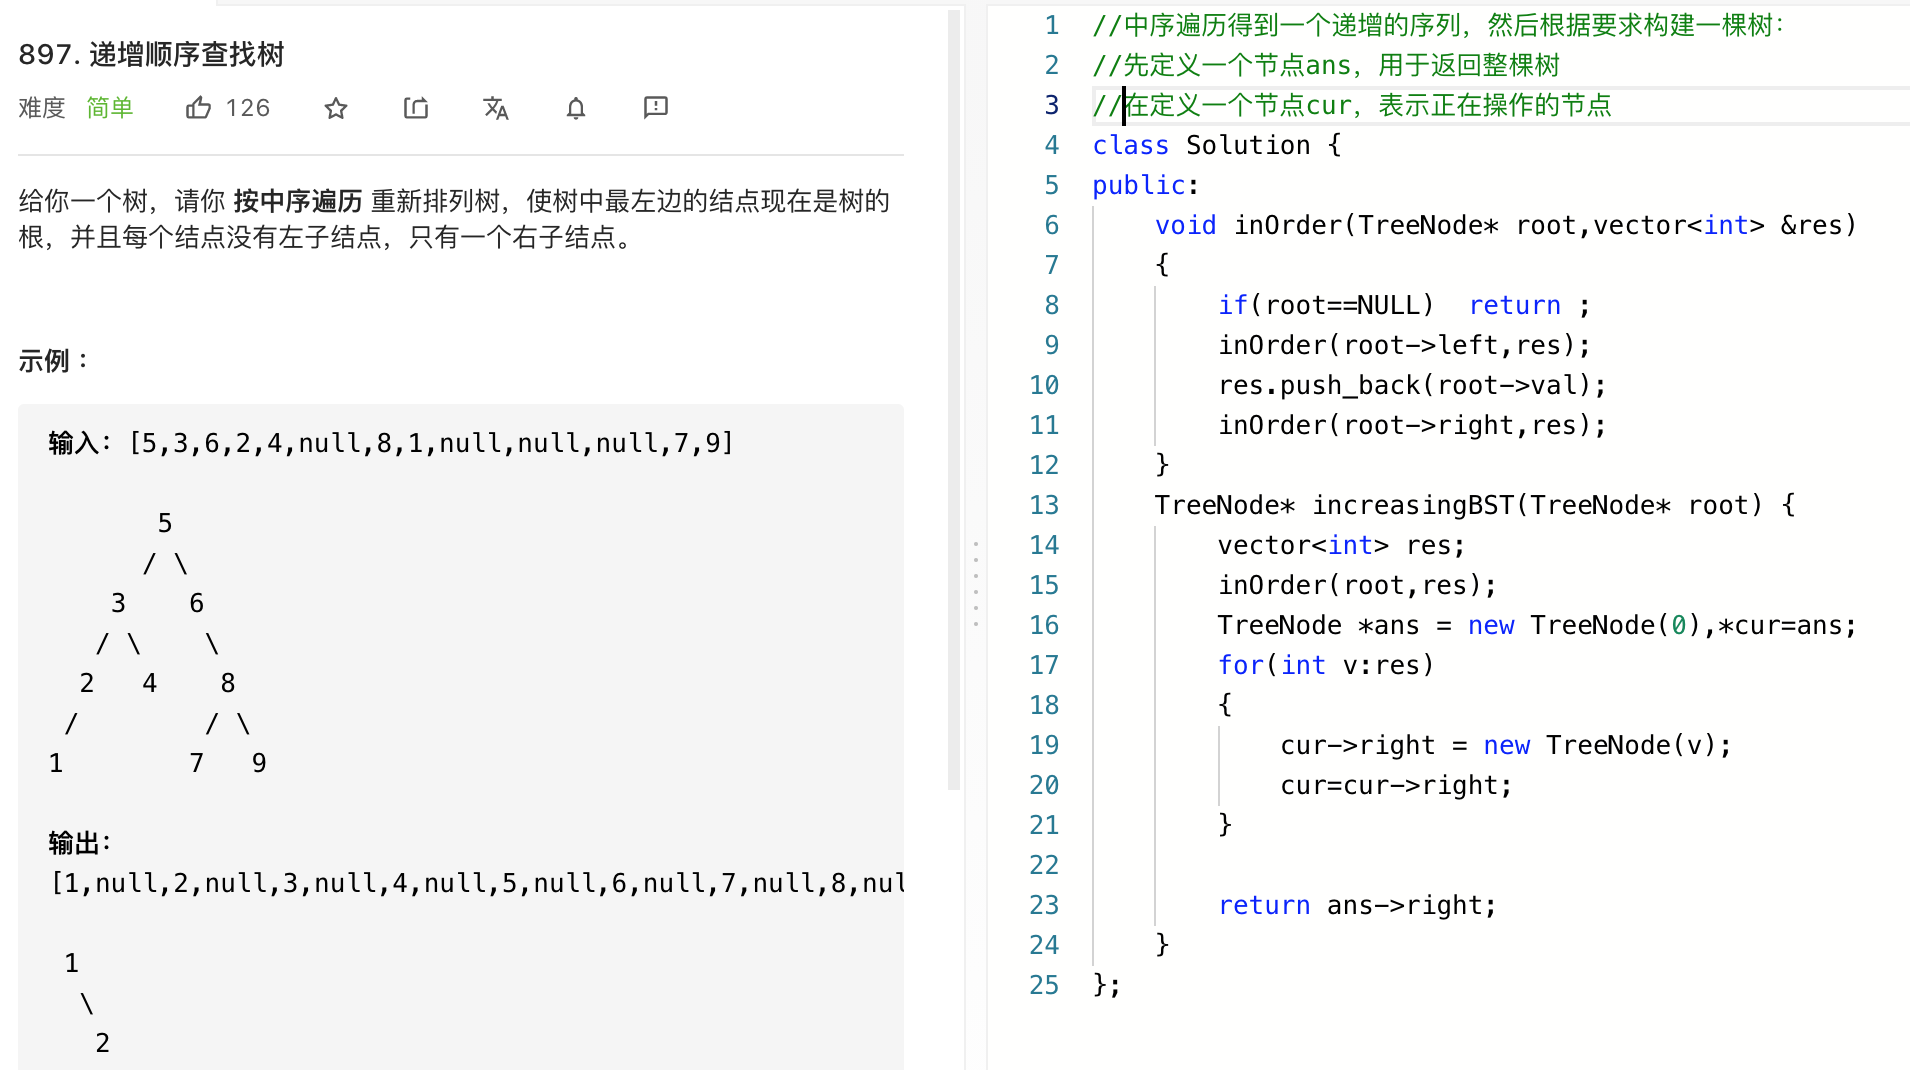 897. 递增顺序查找树
难度 简单 126
给你一个树，请你 按中序遍历 重新排列树，使树中最左边的结点现在是树的
根，并且每个结点没有左子结点，只有一个右子结点。
示例 ：
输入：[5,3,6,2,4,null,8,1,null,null,null,7,9]
5
/ \
3 6
/ \ \
2 4 8
/ / \
1 7 9
输出：
[1,null,2,null,3,null,4,null,5,null,6,null,7,null,8,nul
1
\
2
1 //中序遍历得到一个递增的序列，然后根据要求构建一棵树：
2 //先定义一个节点ans，用于返回整棵树
3 //在定义一个节点cur，表示正在操作的节点
4 class Solution {
5 public:
6 void inOrder(TreeNode* root,vector<int> &res)
7 {
8 if(root==NULL)  return ;
9 inOrder(root->left,res);
10 res.push_back(root->val);
11 inOrder(root->right,res);
12 }
13 TreeNode* increasingBST(TreeNode* root) {
14 vector<int> res;
15 inOrder(root,res);
16 TreeNode *ans = new TreeNode(0),*cur=ans;
17 for(int v:res)
18 {
19 cur->right = new TreeNode(v);
20 cur=cur->right;
21 }
22
23 return ans->right;
24 }
25 };